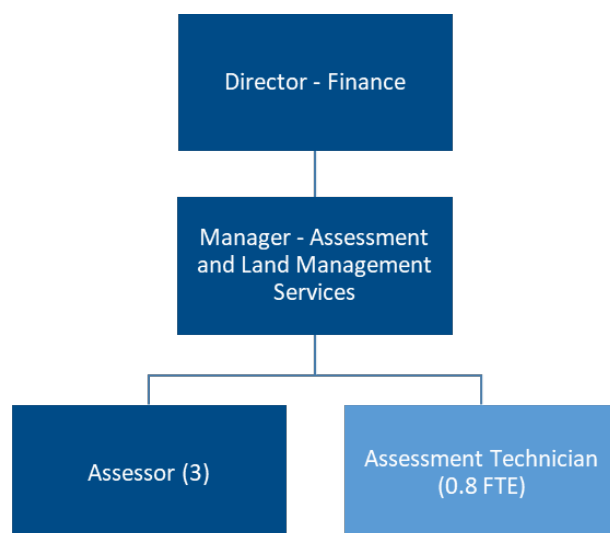 Director - Finance
Manager - Assessment
and Land Management
Services
Assessor (3)
Assessment Technician
(0.8 FTE)